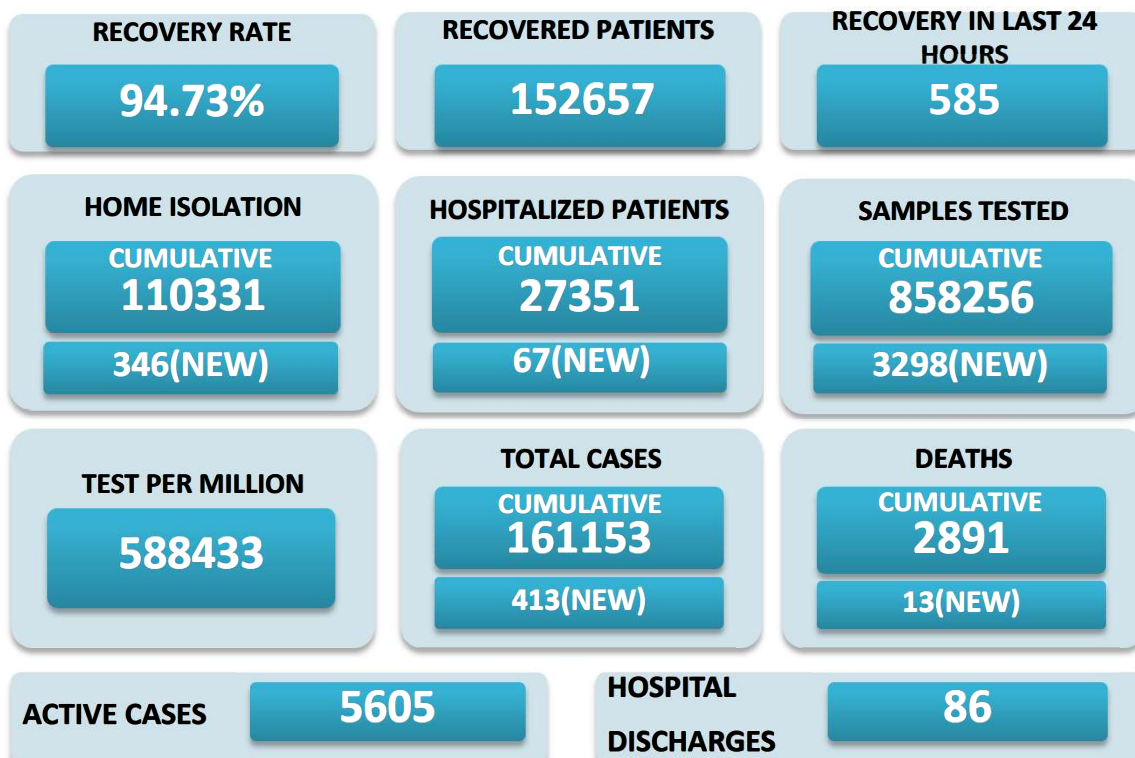 RECOVERY RATE
94.73%
RECOVERED PATIENTS
152657
RECOVERY IN LAST 24
HOURS
585
HOME ISOLATION
CUMULATIVE
110331
346(NEW)
HOSPITALIZED PATIENTS
CUMULATIVE
27351
67(NEW)
SAMPLES TESTED
CUMULATIVE
858256
3298(NEW)
TEST PER MILLION
588433
TOTAL CASES
CUMULATIVE
161153
413(NEW)
DEATHS
CUMULATIVE
2891
13(NEW)
ACTIVE CASES
5605
HOSPITAL
DISCHARGES
86